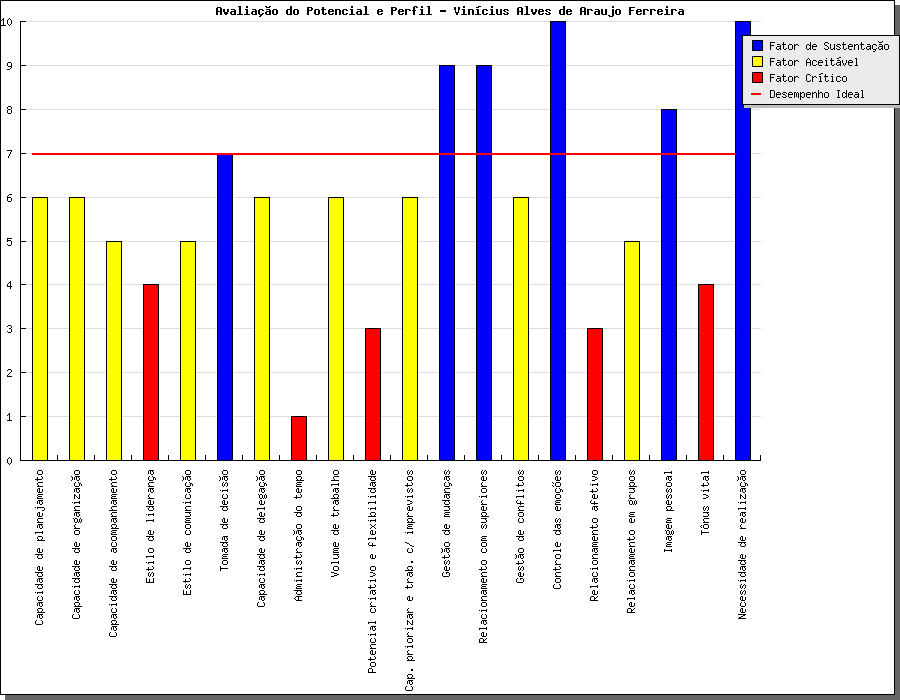 Avaliação do Potencial e Perfil - Vinícius Alves de Araujo Ferreira
10
9
8
7
6
5
4
3
2
1
0
Fator de Sustentação
Fator Aceitável
Fator Crítico
Desempenho Ideal
Capacidade de planejamento
Capacidade de organização
Capacidade de acompanhamento
Estilo de liderança
Estilo de comunicação
Tomada de decisão
Capacidade de delegação
Administração do tempo
Volume de trabalho
Potencial criativo e flexibilidade
Cap. priorizar e trab. c/ imprevistos
Gestão de mudanças
Relacionamento com superiores
Gestão de conflitos
Controle das emoções
Relacionamento afetivo
Relacionamento em grupos
Imagem pessoal
Tônus vital
Necessidade de realização